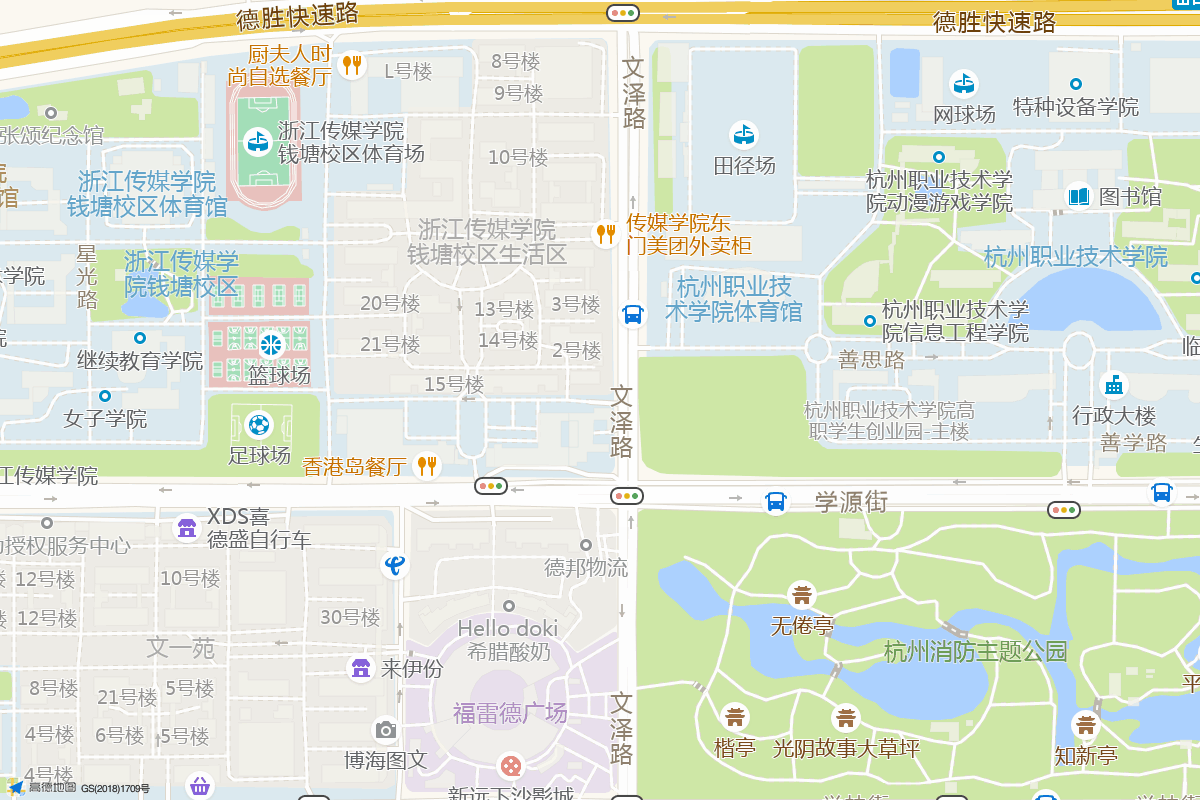 德胜快速路
德胜快速路
厨夫人时
尚自选餐厅
L号楼
8号楼
9号楼
文泽路
网球场
特种设备学院
张颂纪念馆
浙江传媒学院
钱塘校区体育场
10号楼
田径场
浙江传媒学院
钱塘校区体育馆
杭州职业技术学
院动漫游戏学院
图书馆
馆
浙江传媒学院
钱塘校区生活区
传媒学院东
门美团外卖柜
星光路
浙江传媒学
院钱塘校区
学院
杭州职业技术学院
杭州职业技
术学院体育馆
20号楼
13号楼
3号楼
杭州职业技术学
院信息工程学院
21号楼
14号楼
2号楼
继续教育学院
善思路
临
篮球场
15号楼
女子学院
文泽路
杭州职业技术学院高
职学生创业园-主楼
行政大楼
善学路
足球场
香港岛餐厅
江传媒学院
学源街
XDS喜
德盛自行车
授权服务中心
德邦物流
12号楼
10号楼
无倦亭
12号楼
30号楼
Hello doki
希腊酸奶
文一苑
杭州消防主题公园
来伊份
8号楼
21号楼
5号楼
平
福雷德广场
文泽路
4号楼
6号楼
5号楼
楷亭
光阴故事大草坪
知新亭
博海图文
4号楼
高德地图
GS(2018)1709号
新远下沙影城